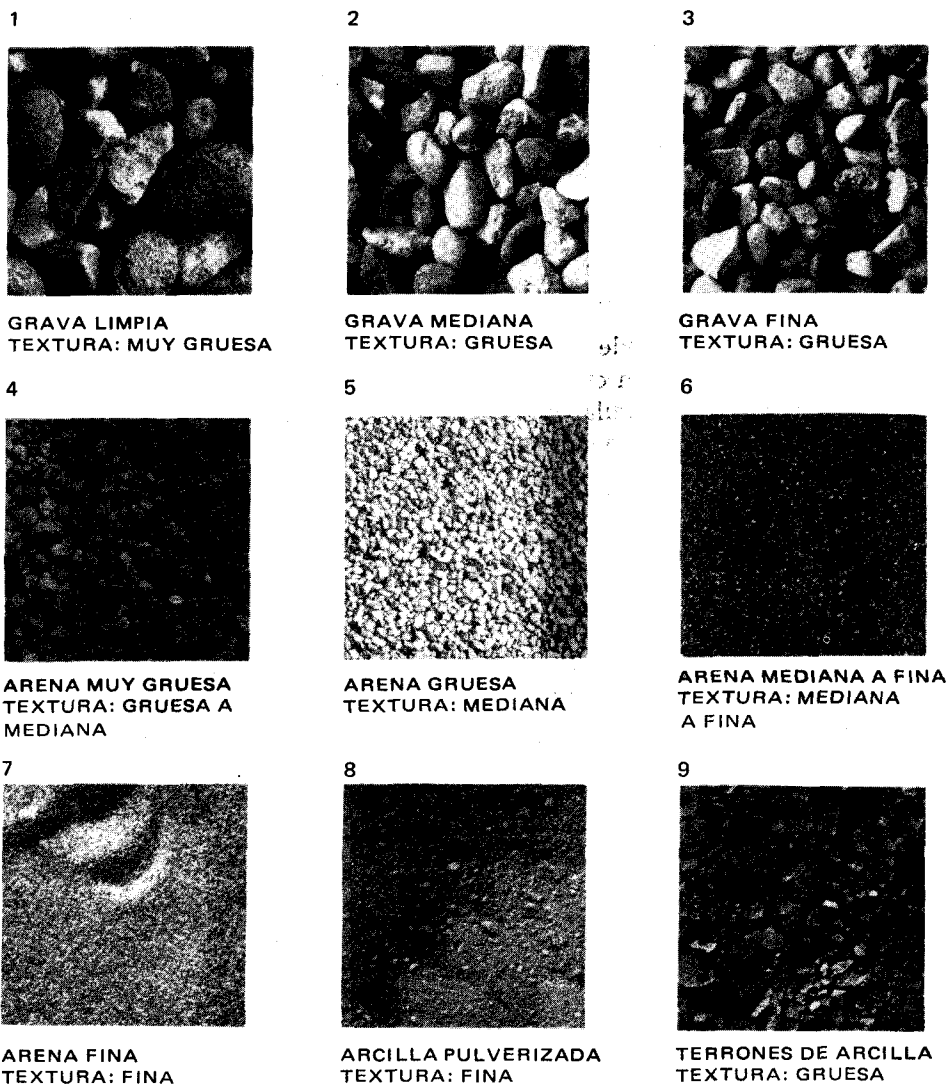 1
GRAVA LIMPIA
TEXTURA: MUY GRUESA
2
GRAVA MEDIANA
TEXTURA: GRUESA
3
GRAVA FINA
TEXTURA: GRUESA
4
ARENA MUY GRUESA
TEXTURA: GRUESA A
MEDIANA
5
ARENA GRUESA
TEXTURA: MEDIANA
6
ARENA MEDIANA A FINA
TEXTURA: MEDIANA
A FINA
7
ARENA FINA
TEXTURA: FINA
8
ARCILLA PULVERIZADA
TEXTURA: FINA
9
TERRONES DE ARCILLA
TEXTURA: GRUESA